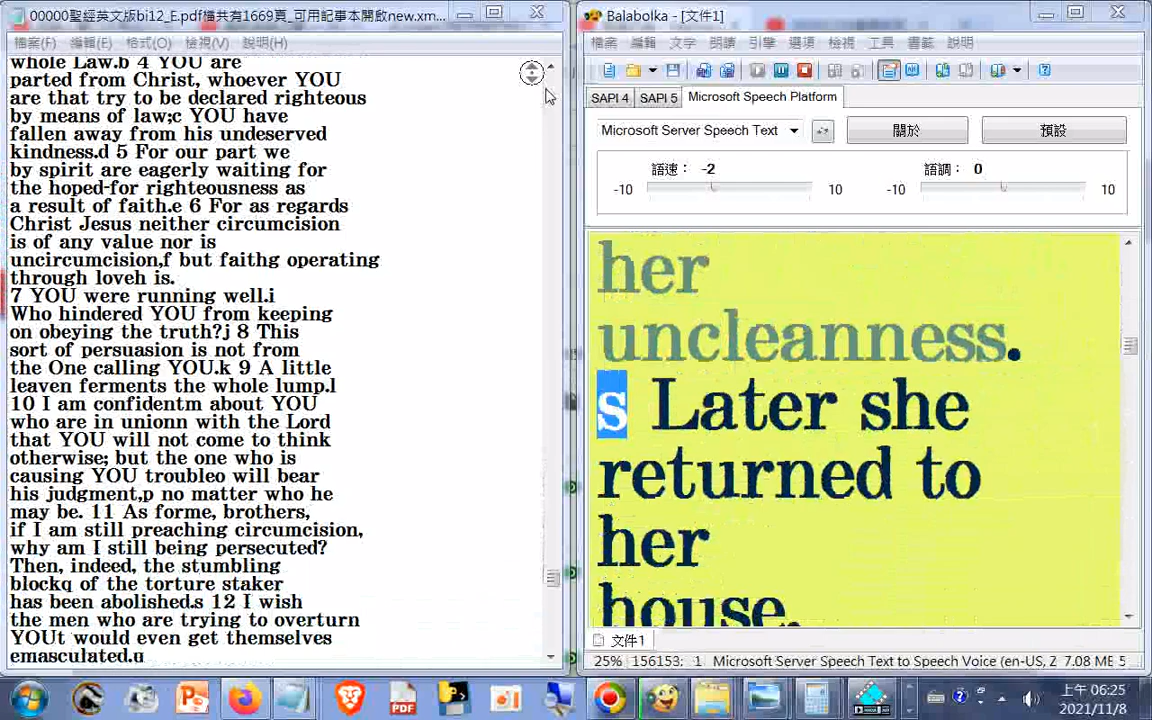 00000聖經英文版bi12_E.pdf檔共有1669頁_可用記事本開啟new.xm...
檔案(F) 編輯(E) 格式(O) 檢視(V) 說明(H)
whole Law.b 4 YOU are
parted from Christ, whoever YOU
are that try to be declared righteous
by means of law;c YOU have
fallen away from his undeserved
kindness.d 5 For our part we
by spirit are eagerly waiting for
the hoped-for righteousness as
a result of faith.e 6 For as regards
Christ Jesus neither circumcision
is of any value nor is
uncircumcision,f but faithg operating
through loveh is.
7 YOU were running well.i
Who hindered YOU from keeping
on obeying the truth?j 8 This
sort of persuasion is not from
the One calling YOU.k 9 A little
leaven ferments the whole lump.l
10 I am confidentm about YOU
who are in unionn with the Lord
that YOU will not come to think
otherwise; but the one who is
causing YOU troubleo will bear
his judgment,p no matter who he
may be. 11 As forme, brothers,
if I am still preaching circumcision,
why am I still being persecuted?
Then, indeed, the stumbling
blockq of the torture staker
has been abolished.s 12 I wish
the men who are trying to overturn
YOUt would even get themselves
emasculated.u
Balabolka - [文件1]
檔案 編輯 文字 朗讀 引擎 選項 檢視 工具 書籤 說明
SAPI 4 SAPI 5 Microsoft Speech Platform
Microsoft Server Speech Text 關於 預設
語速： -2 語調： 0
-10 10 -10 10
her
uncleanness.
s Later she
returned to
her
house.
文件1
25% 156153: 1 Microsoft Server Speech Text to Speech Voice (en-US, Z 7.08 MB 5
PDF
上午 06:25
2021/11/8